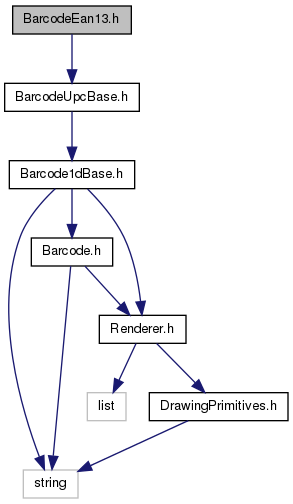 BarcodeEan13.h
BarcodeUpcBase.h
Barcode1dBase.h
Barcode.h
Renderer.h
list
DrawingPrimitives.h
string